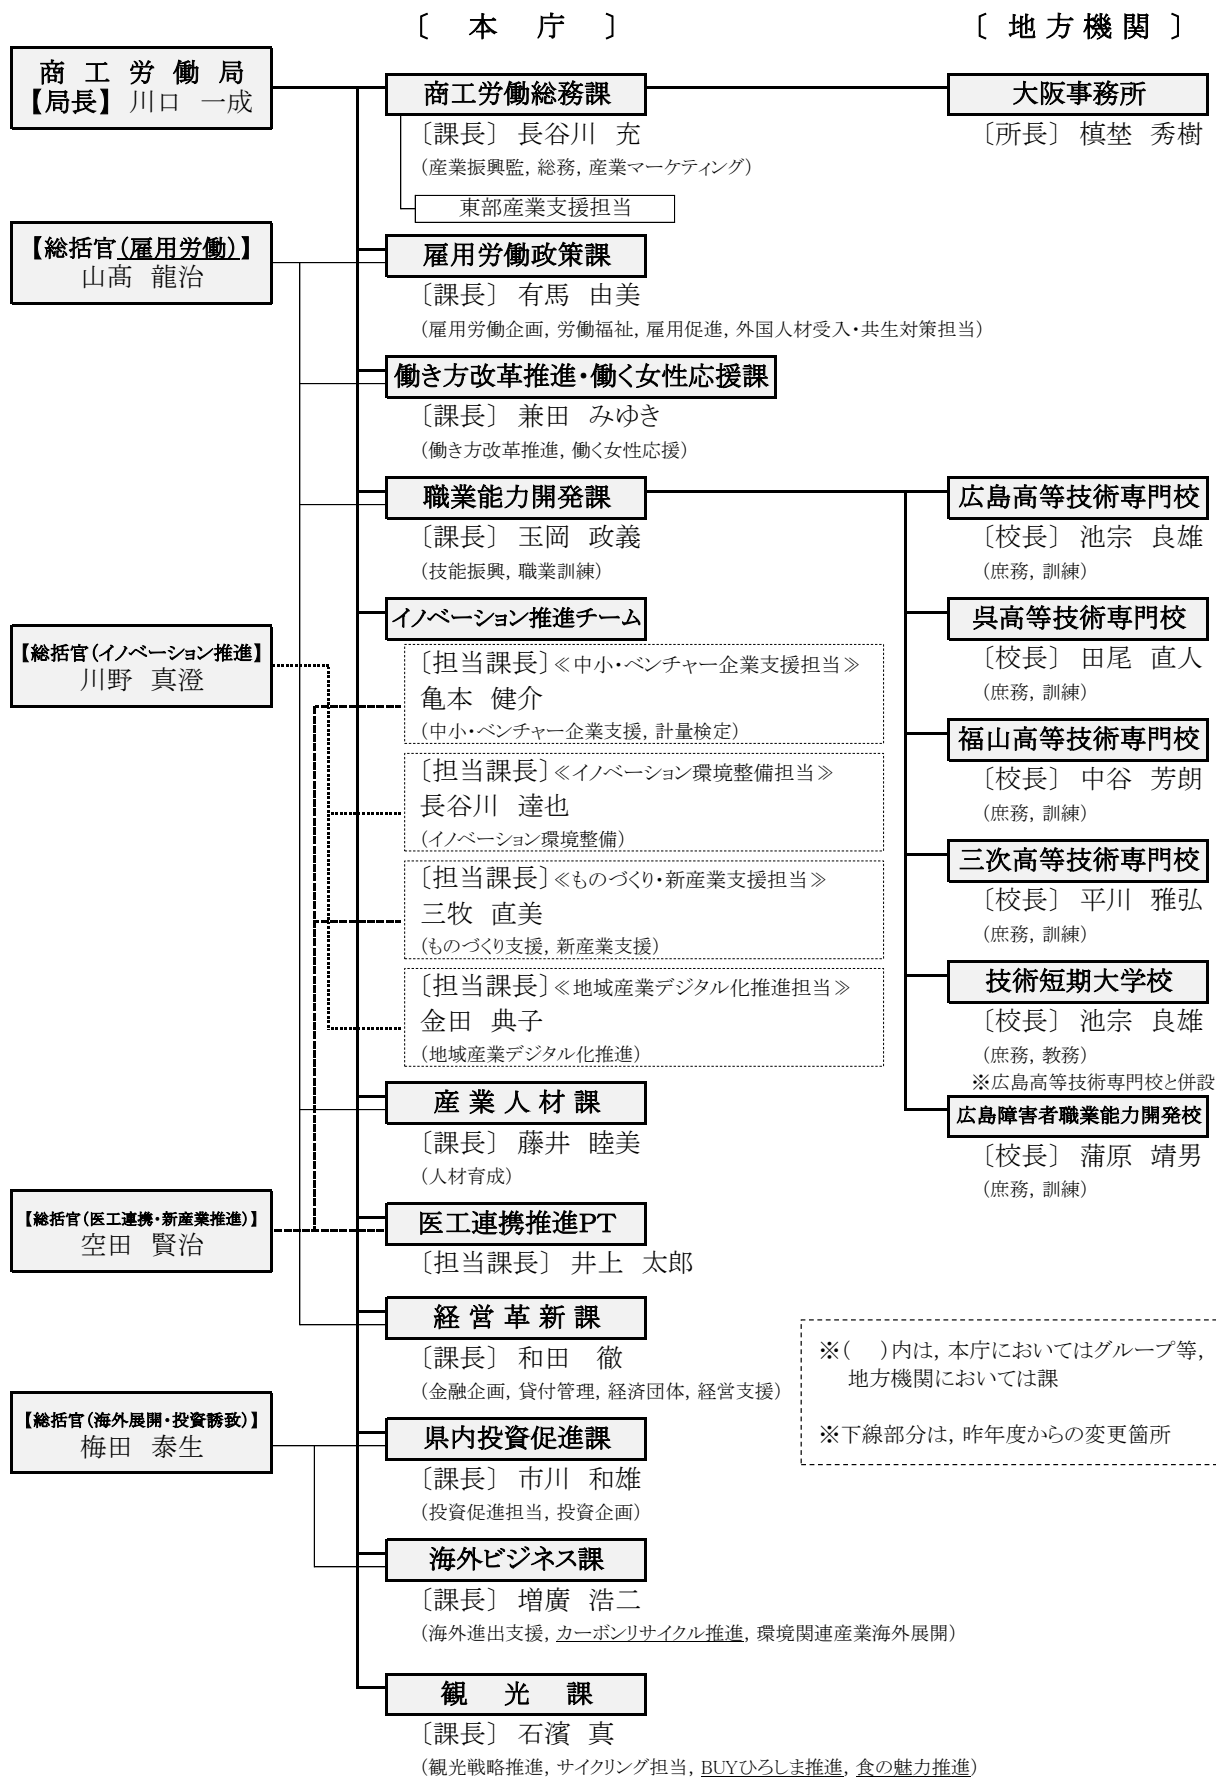 〔 本 庁 〕
〔 地 方 機 関 〕
商 工 労 働 局
【局長】 川口 一成
商工労働総務課
〔課長〕 長谷川 充
(産業振興監, 総務, 産業マーケティング)
東部産業支援担当
大阪事務所
〔所長〕 槙埜 秀樹
【総括官(雇用労働)】
山髙 龍治
雇用労働政策課
〔課長〕 有馬 由美
(雇用労働企画, 労働福祉, 雇用促進, 外国人材受入・共生対策担当)
働き方改革推進・働く女性応援課
〔課長〕 兼田 みゆき
(働き方改革推進, 働く女性応援)
職業能力開発課
〔課長〕 玉岡 政義
(技能振興, 職業訓練)
広島高等技術専門校
〔校長〕 池宗 良雄
(庶務, 訓練)
呉高等技術専門校
〔校長〕 田尾 直人
(庶務, 訓練)
福山高等技術専門校
〔校長〕 中谷 芳朗
(庶務, 訓練)
三次高等技術専門校
〔校長〕 平川 雅弘
(庶務, 訓練)
技術短期大学校
〔校長〕 池宗 良雄
(庶務, 教務)
※広島高等技術専門校と併設
広島障害者職業能力開発校
〔校長〕 蒲原 靖男
(庶務, 訓練)
【総括官(イノベーション推進】
川野 真澄
イノベーション推進チーム
〔担当課長〕≪中小・ベンチャー企業支援担当≫
亀本 健介
(中小・ベンチャー企業支援, 計量検定)
〔担当課長〕≪イノベーション環境整備担当≫
長谷川 達也
(イノベーション環境整備)
〔担当課長〕≪ものづくり・新産業支援担当≫
三牧 直美
(ものづくり支援, 新産業支援)
〔担当課長〕≪地域産業デジタル化推進担当≫
金田 典子
(地域産業デジタル化推進)
産 業 人 材 課
〔課長〕 藤井 睦美
(人材育成)
【総括官(医工連携・新産業推進)】
空田 賢治
医工連携推進PT
〔担当課長〕 井上 太郎
経 営 革 新 課
〔課長〕 和田 徹
(金融企画, 貸付管理, 経済団体, 経営支援)
【総括官(海外展開・投資誘致)】
梅田 泰生
県内投資促進課
〔課長〕 市川 和雄
(投資促進担当, 投資企画)
海外ビジネス課
〔課長〕 増廣 浩二
(海外進出支援, カーボンリサイクル推進, 環境関連産業海外展開)
観 光 課
〔課長〕 石濱 真
(観光戦略推進, サイクリング担当, BUYひろしま推進, 食の魅力推進)
※( )内は, 本庁においてはグループ等,
地方機関においては課
※下線部分は, 昨年度からの変更箇所